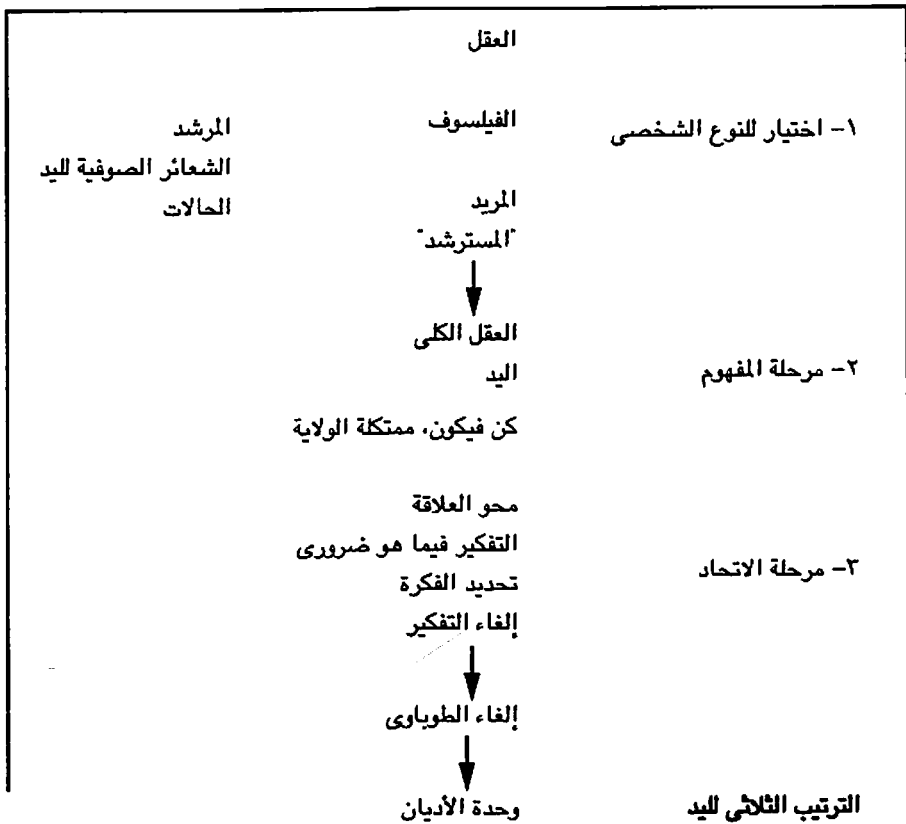 العقل
١– اختيار للنوع الشخصى
الفيلسوف
المرشد
الشعائر الصوفية لليد
المريد
الحالات
"المسترشد"
العقل الكلى
٢– مرحلة المفهوم
اليد
كن فيكون، ممتكلة الولاية
محو العلاقة
التفكير فيما هو ضرورى
٣– مرحلة الاتحاد
تحديد الفكرة
إلغاء التفكير
إلغاء الطوباوى
الترتيب الثلاثى لليد
وحدة الأديان